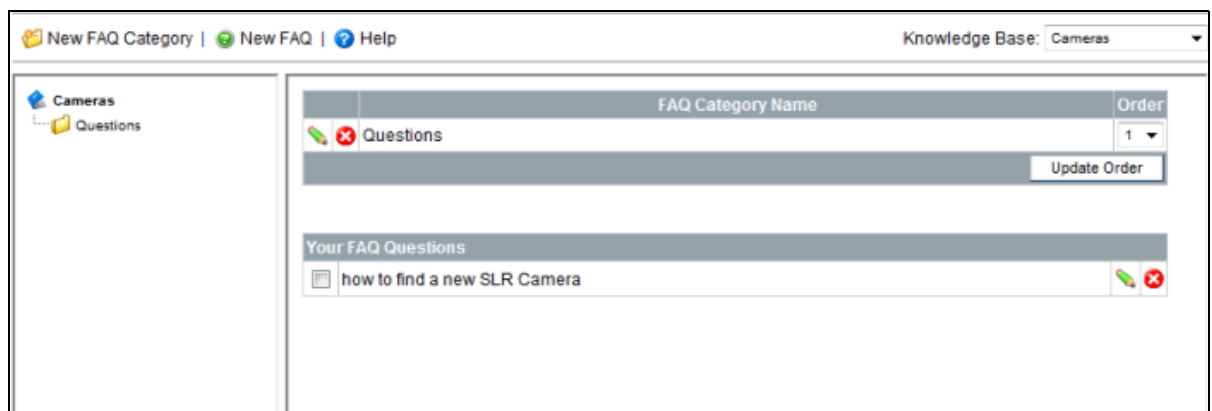 New FAQ Category | New FAQ | Help Knowledge Base: Cameras
Cameras
Questions
FAQ Category Name Order
Questions 1
Update Order
Your FAQ Questions
how to find a new SLR Camera